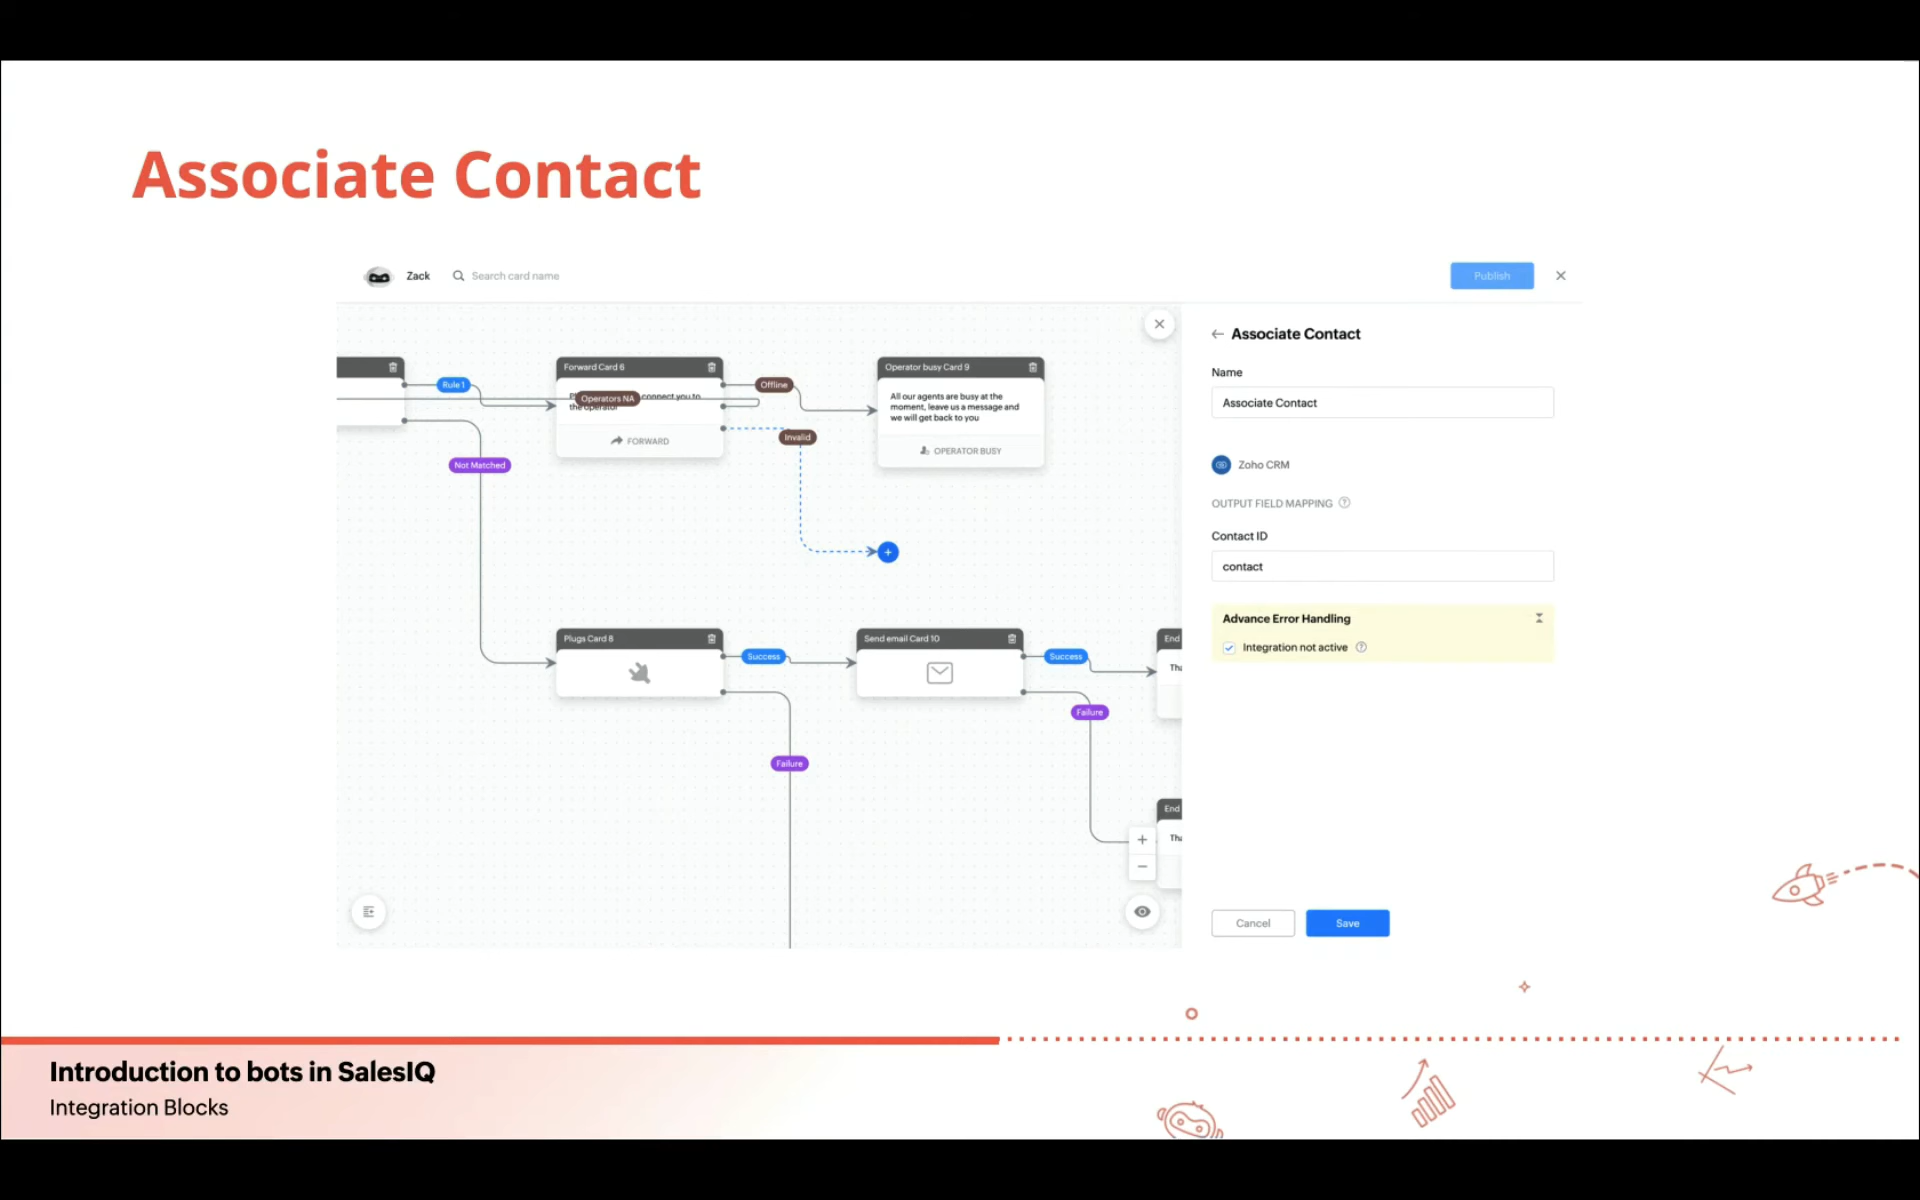 Associate Contact
Zack
Search card name
Publish
Rule 1
Not Matched
Forward Card 6
connect you to
the operator
Operators NA
FORWARD
Offline
Invalid
Operator busy Card 9
All our agents are busy at the
moment, leave us a message and
we will get back to you
OPERATOR BUSY
Plugs Card 8
Success
Failure
Send email Card 10
Success
Failure
End
Tha
End
Tha
Associate Contact
Name
Associate Contact
Zoho CRM
OUTPUT FIELD MAPPING
Contact ID
contact
Advance Error Handling
Integration not active
Cancel
Save
Introduction to bots in SalesIQ
Integration Blocks